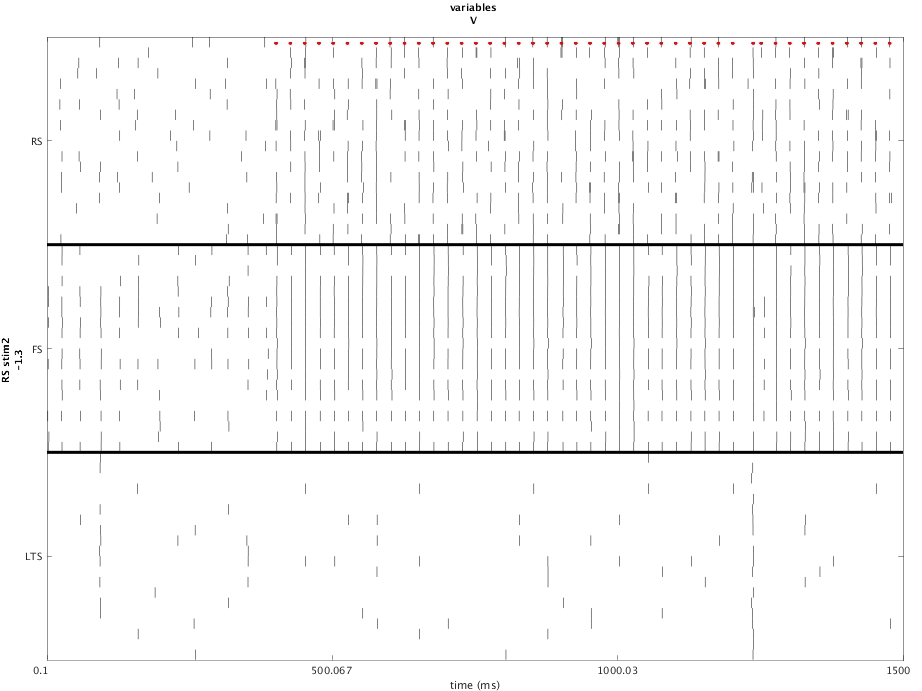 variables
V
RS
FS
LTS
RS stim2
-1.3
0.1
500.067
1000.03
1500
time (ms)